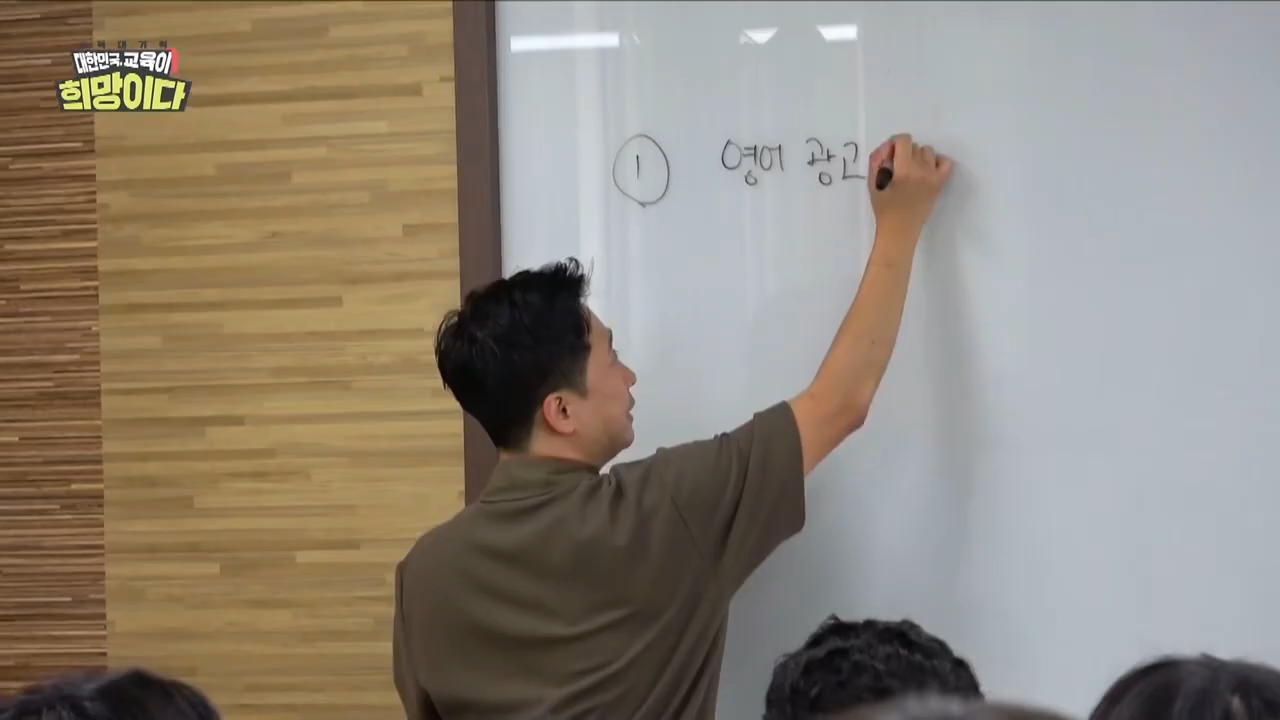 대한민국, 교육이
희망이다
① 영어 광고